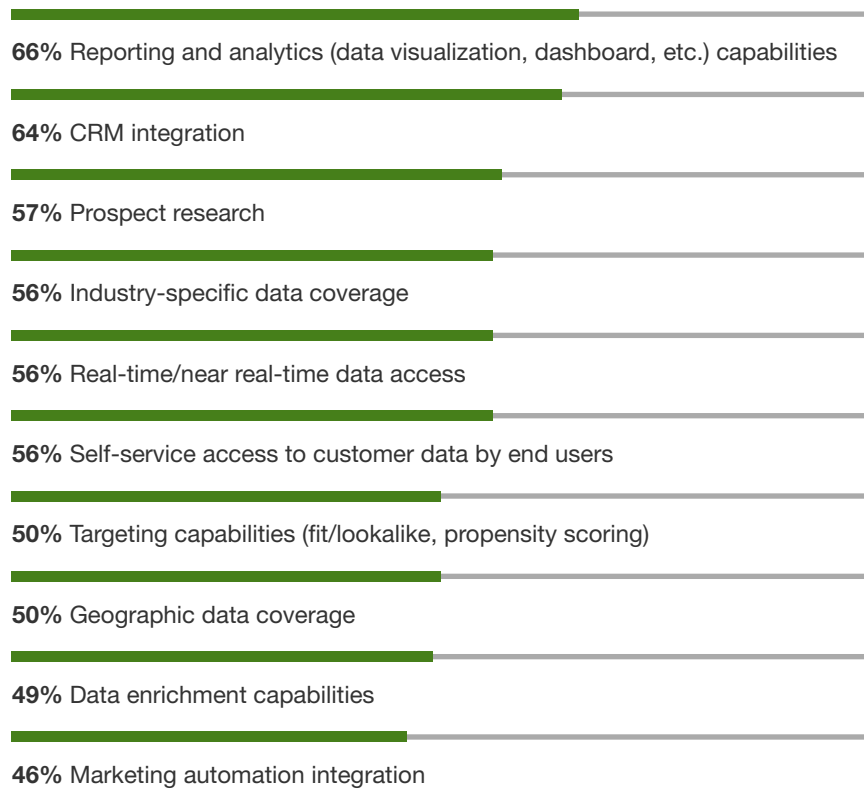 66% Reporting and analytics (data visualization, dashboard, etc.) capabilities
64% CRM integration
57% Prospect research
56% Industry-specific data coverage
56% Real-time/near real-time data access
56% Self-service access to customer data by end users
50% Targeting capabilities (fit/lookalike, propensity scoring)
50% Geographic data coverage
49% Data enrichment capabilities
46% Marketing automation integration